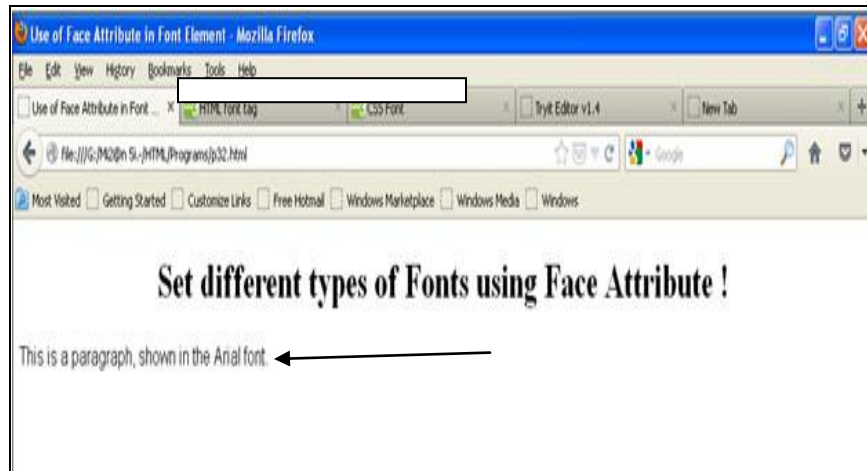 Use of Face Attribute in Font Element - Mozilla Firefox
File Edit View History Bookmarks Tools Help
Use of Face Attribute in Font ... HTML font tag CSS Font Tryit Editor v1.4 New Tab
Google
Most Visited Getting Started Customize Links Free Hotmail Windows Marketplace Windows Media Windows
Set different types of Fonts using Face Attribute !
This is a paragraph, shown in the Arial font.